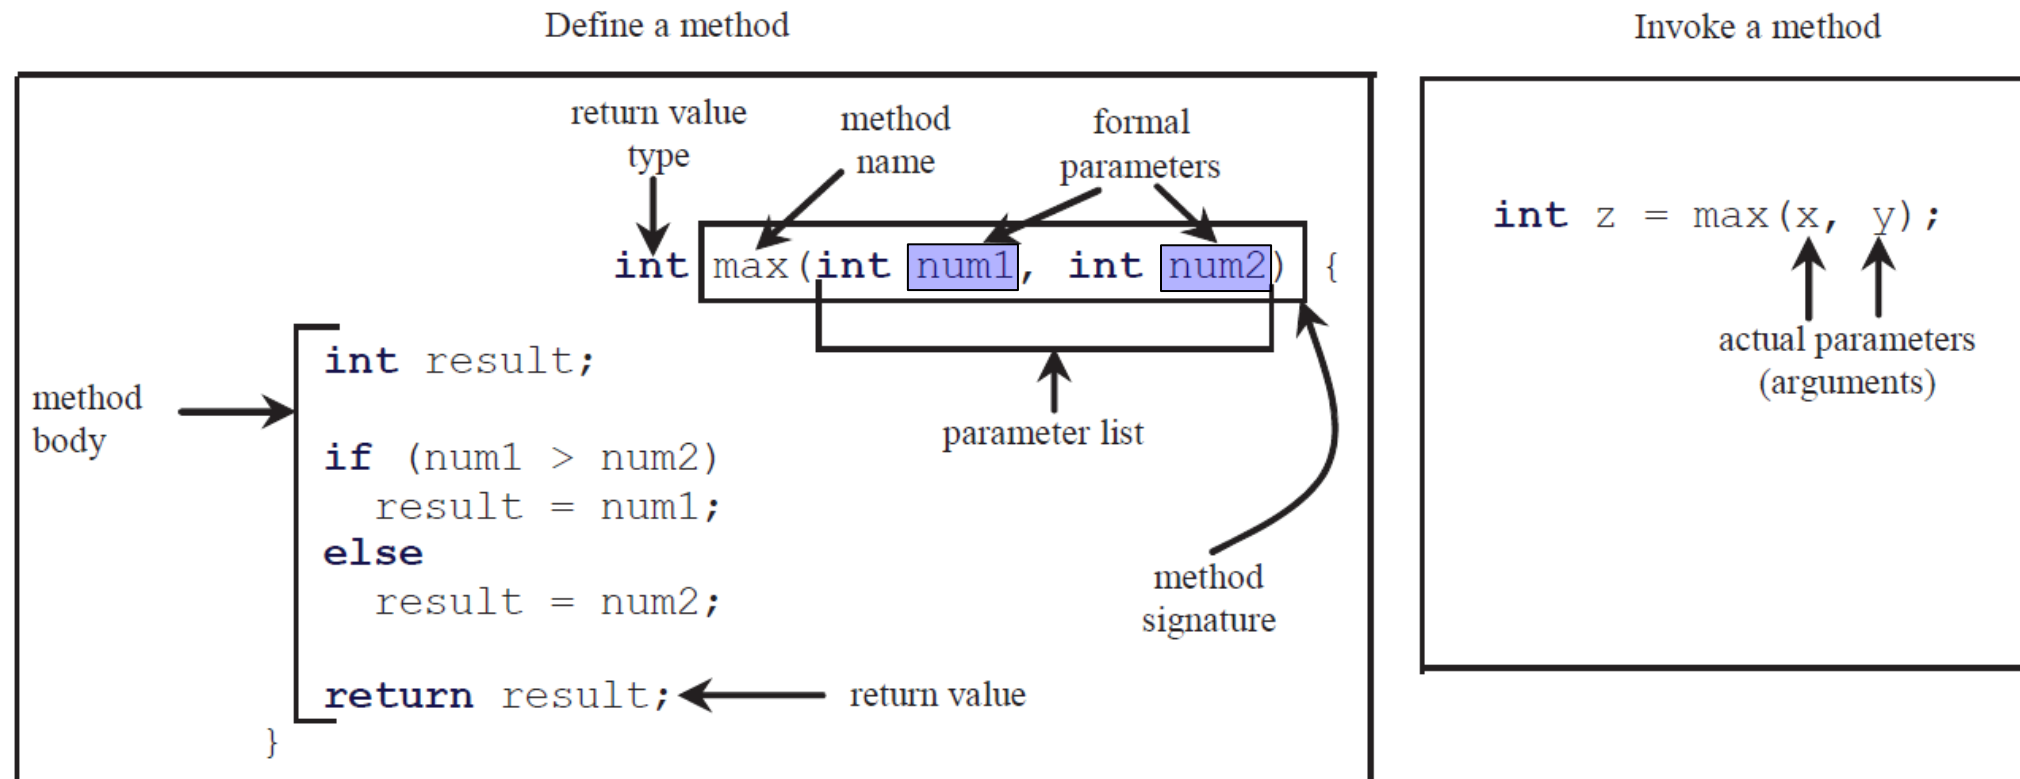 Define a method
Invoke a method
return value
type
method
name
formal
parameters
int max(int num1, int num2) {
method
body
int result;
if (num1 > num2)
result = num1;
else
result = num2;
return result;
}
parameter list
method
signature
return value
int z = max(x, y);
actual parameters
(arguments)